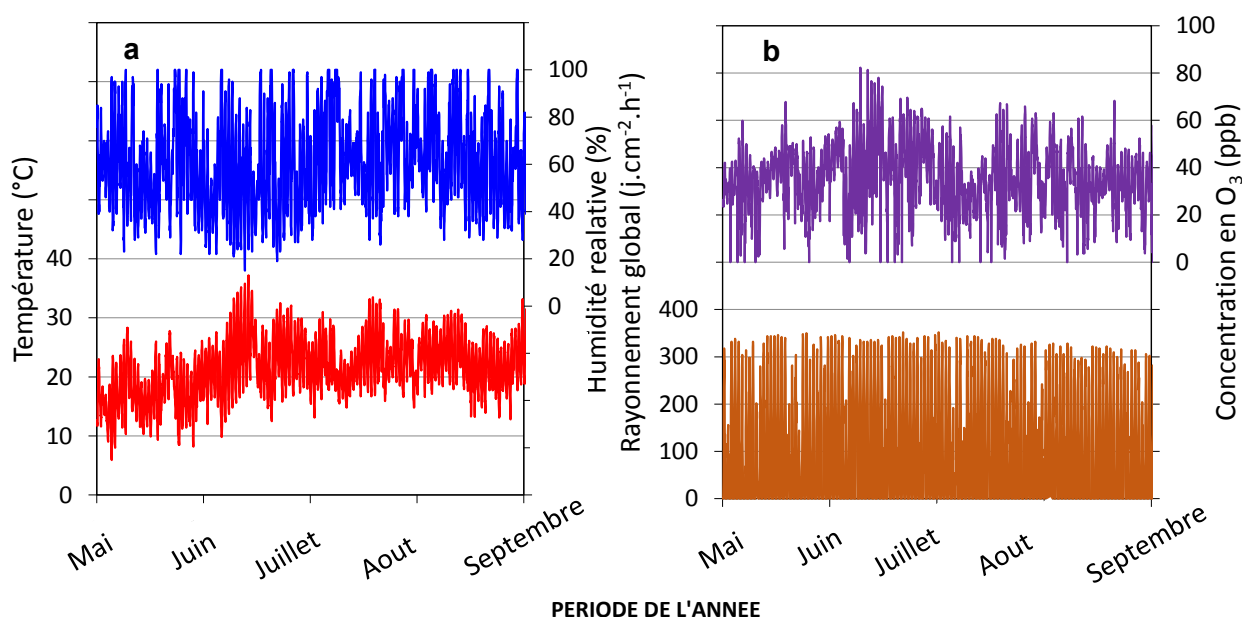 a
Température (°C)
40
30
20
10
0
100
80
60
40
20
0
Humidité realative (%)
Mai
Juin
Juillet
Aout
Septembre
b
Rayonnement global (j.cm⁻².h⁻¹)
400
300
200
100
0
100
80
60
40
20
0
Concentration en O₃ (ppb)
Mai
Juin
Juillet
Aout
Septembre
PERIODE DE L'ANNEE